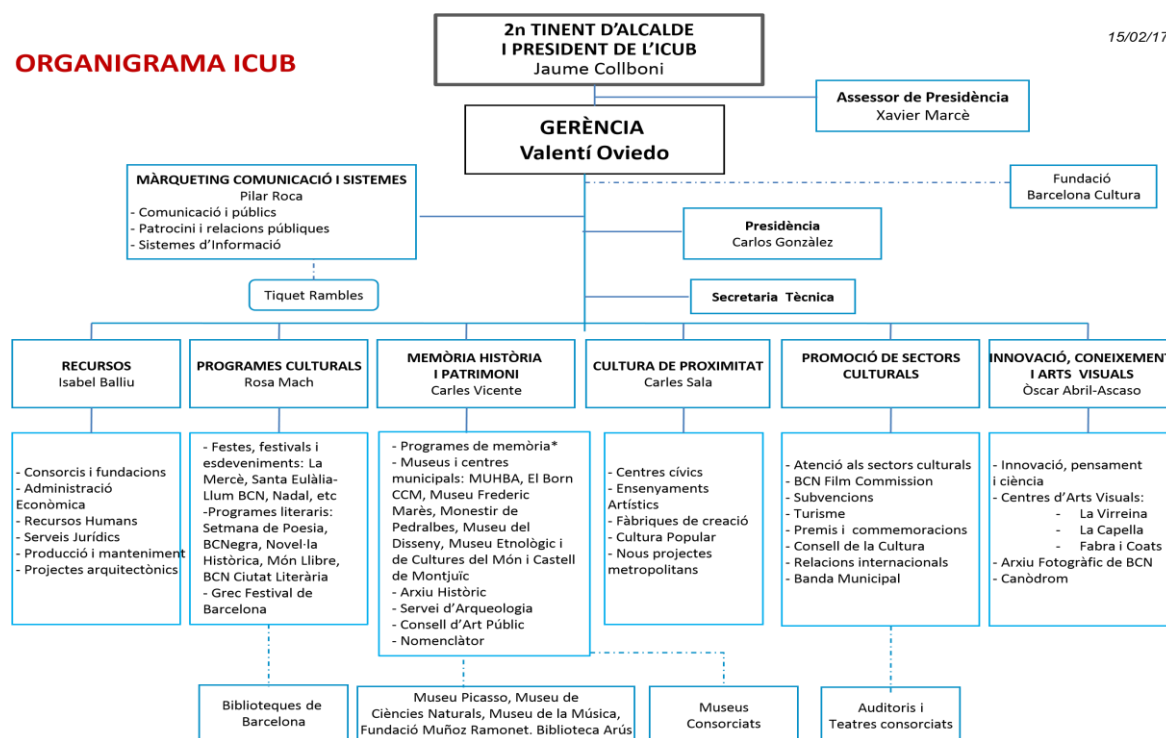 2n TINENT D'ALCALDE
I PRESIDENT DE L'ICUB
Jaume Collboni
15/02/17
ORGANIGRAMA ICUB
Assessor de Presidència
Xavier Marcè
GERÈNCIA
Valentí Oviedo
MÀRQUETING COMUNICACIÓ I SISTEMES
Pilar Roca
- Comunicació i públics
- Patrocini i relacions públiques
- Sistemes d'Informació
Fundació
Barcelona Cultura
Presidència
Carlos Gonzàlez
Tiquet Rambles
Secretaria Tècnica
RECURSOS
Isabel Balliu
PROGRAMES CULTURALS
Rosa Mach
MEMÒRIA HISTÒRIA
I PATRIMONI
Carles Vicente
CULTURA DE PROXIMITAT
Carles Sala
PROMOCIÓ DE SECTORS
CULTURALS
INNOVACIÓ, CONEIXEMENT
I ARTS VISUALS
Òscar Abril-Ascaso
- Consorcis i fundacions
- Administració
Econòmica
- Recursos Humans
- Serveis Jurídics
- Producció i manteniment
- Projectes arquitectònics
- Festes, festivals i
esdeveniments: La
Mercè, Santa Eulàlia-
Llum BCN, Nadal, etc
-Programes literaris:
Setmana de Poesia,
BCNegra, Novel·la
Històrica, Món Llibre,
BCN Ciutat Literària
- Grec Festival de
Barcelona
- Programes de memòria*
- Museus i centres
municipals: MUHBA, El Born
CCM, Museu Frederic
Marès, Monestir de
Pedralbes, Museu del
Disseny, Museu Etnològic i
de Cultures del Món i Castell
de Montjuïc
- Arxiu Històric
- Servei d'Arqueologia
- Consell d'Art Públic
- Nomenclàtor
- Centres cívics
- Ensenyaments
Artístics
- Fàbriques de creació
- Cultura Popular
- Nous projectes
metropolitans
- Atenció als sectors culturals
- BCN Film Commission
- Subvencions
- Turisme
- Premis i commemoracions
- Consell de la Cultura
- Relacions internacionals
- Banda Municipal
- Innovació, pensament
i ciència
- Centres d'Arts Visuals:
- La Virreina
- La Capella
- Fabra i Coats
- Arxiu Fotogràfic de BCN
- Canòdrom
Biblioteques de
Barcelona
Museu Picasso, Museu de
Ciències Naturals, Museu de la Música,
Fundació Muñoz Ramonet. Biblioteca Arús
Museus
Consorciats
Auditoris i
Teatres consorciats